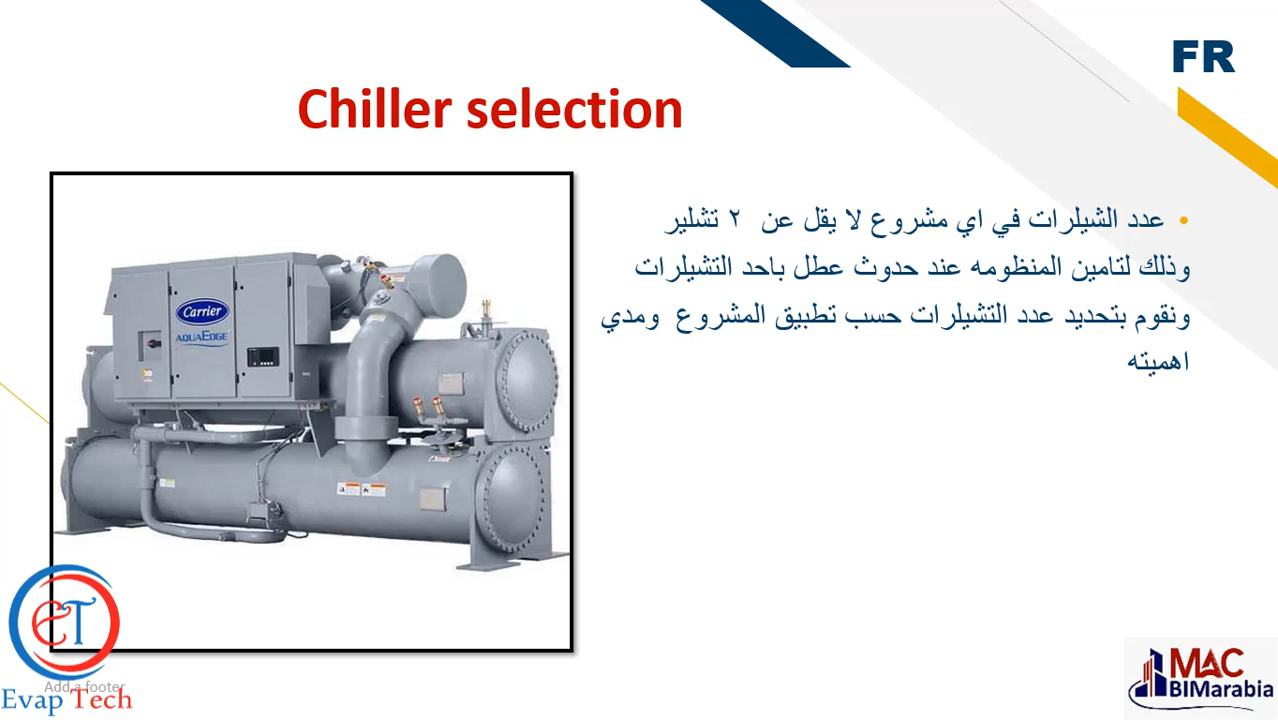 FR
Chiller selection
• عدد الشيلرات في اي مشروع لا يقل عن ٢ تشلير
وذلك لتامين المنظومه عند حدوث عطل باحد التشيلرات
ونقوم بتحديد عدد التشيلرات حسب تطبيق المشروع ومدي
اهميته
Carrier
AQUAEDGE
ET
Add a footer
Evap Tech
MAC
BIMarabia